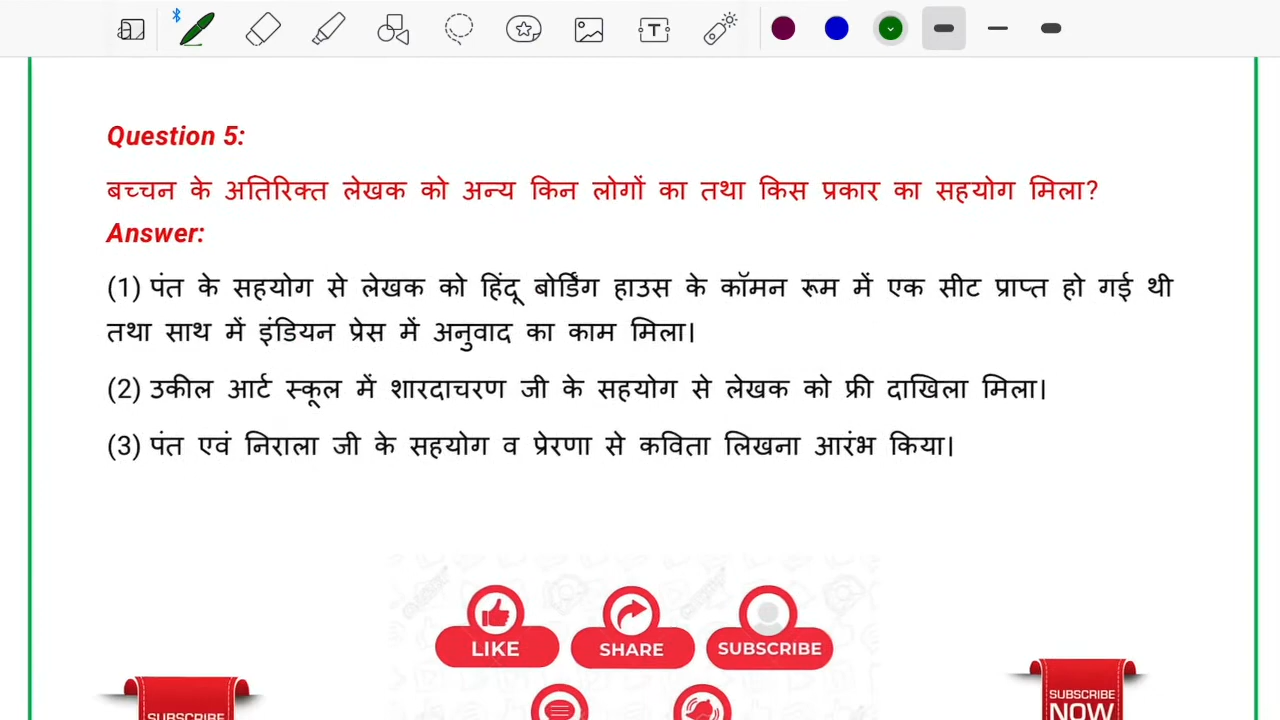 T
Question 5:
बच्चन के अतिरिक्त लेखक को अन्य किन लोगों का तथा किस प्रकार का सहयोग मिला?
Answer:
(1) पंत के सहयोग से लेखक को हिंदू बोर्डिंग हाउस के कॉमन रूम में एक सीट प्राप्त हो गई थी
तथा साथ में इंडियन प्रेस में अनुवाद का काम मिला।
(2) उकील आर्ट स्कूल में शारदाचरण जी के सहयोग से लेखक को फ्री दाखिला मिला।
(3) पंत एवं निराला जी के सहयोग व प्रेरणा से कविता लिखना आरंभ किया।
LIKE
SHARE
SUBSCRIBE
SUBSCRIBE
SUBSCRIBE
NOW